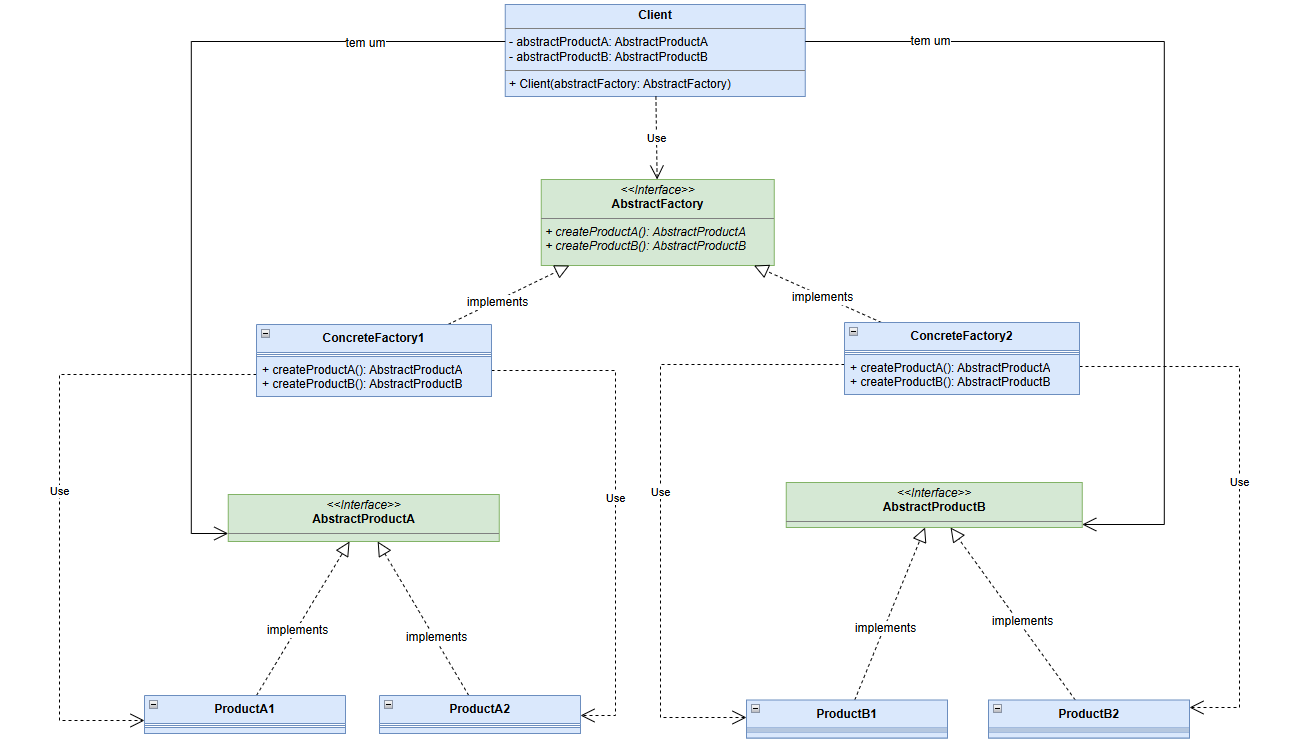 Client
- abstractProductA: AbstractProductA
- abstractProductB: AbstractProductB
+ Client(abstractFactory: AbstractFactory)
tem um
tem um
Use
<<Interface>>
AbstractFactory
+ createProductA(): AbstractProductA
+ createProductB(): AbstractProductB
implements
implements
ConcreteFactory1
+ createProductA(): AbstractProductA
+ createProductB(): AbstractProductB
ConcreteFactory2
+ createProductA(): AbstractProductA
+ createProductB(): AbstractProductB
Use
Use
Use
Use
<<Interface>>
AbstractProductA
<<Interface>>
AbstractProductB
implements
implements
implements
implements
ProductA1
ProductA2
ProductB1
ProductB2